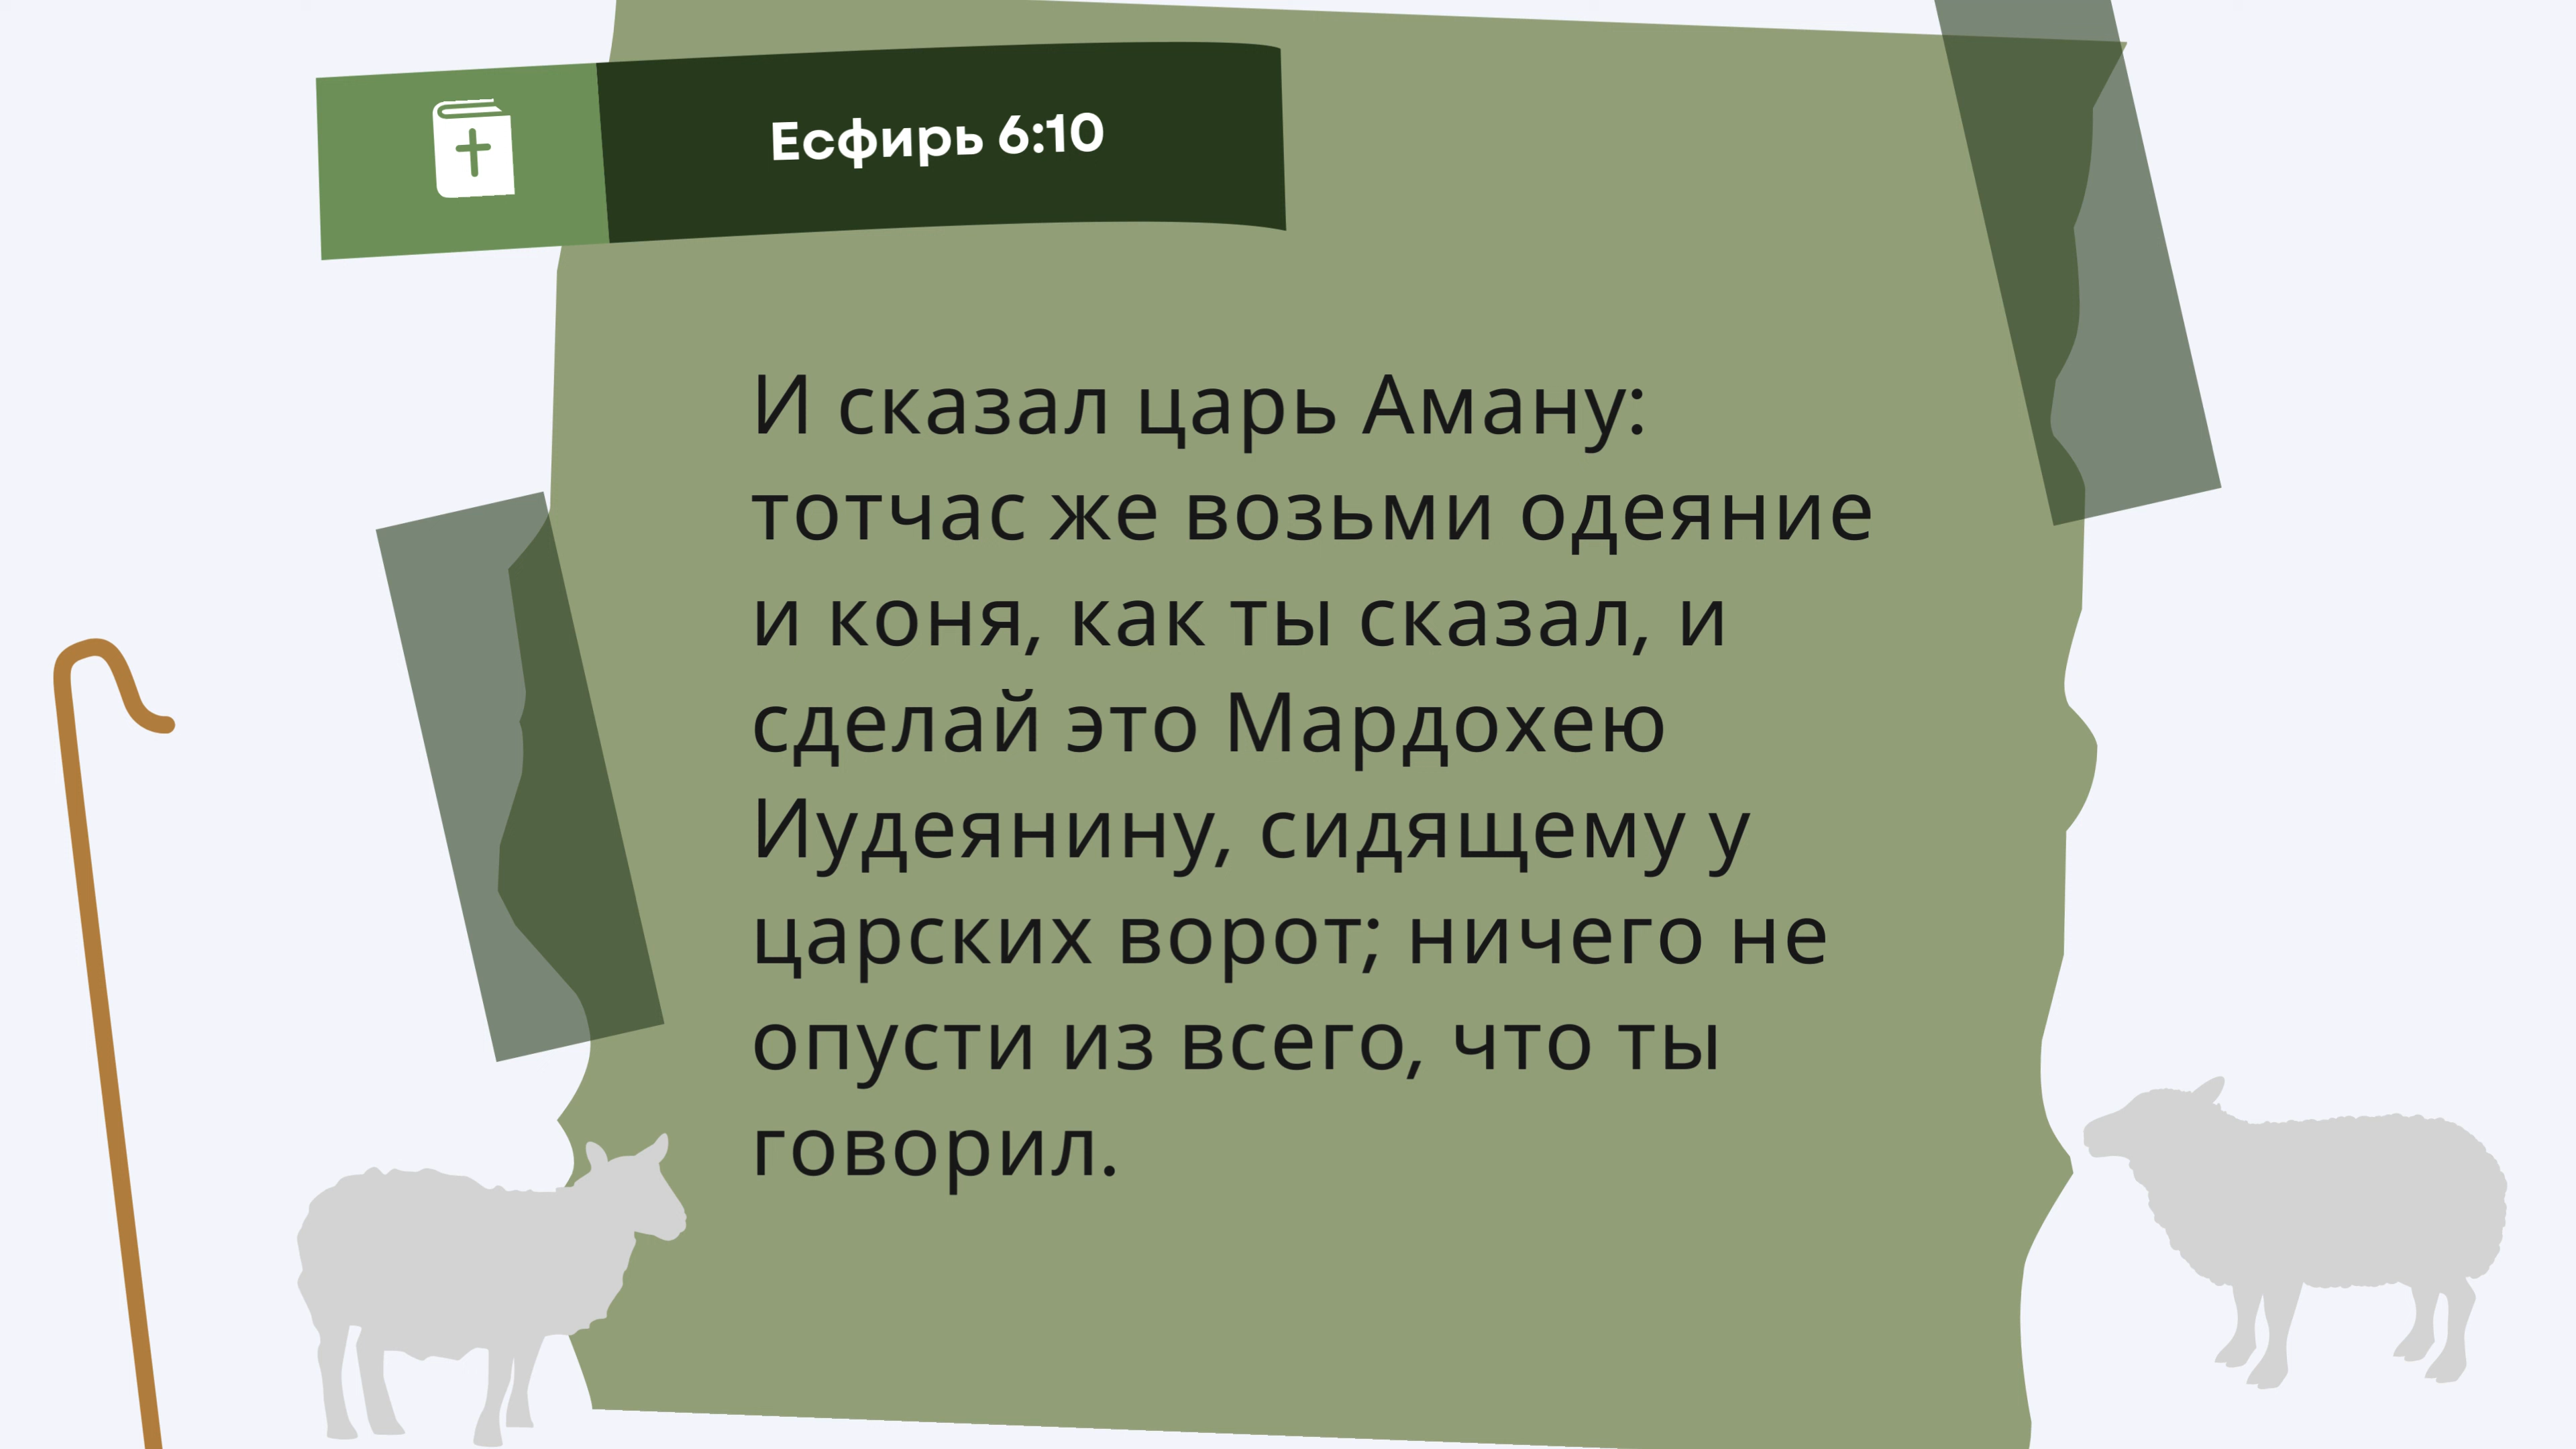 Есфирь 6:10
И сказал царь Аману:
тотчас же возьми одеяние
и коня, как ты сказал, и
сделай это Мардохею
Иудеянину, сидящему у
царских ворот; ничего не
опусти из всего, что ты
говорил.